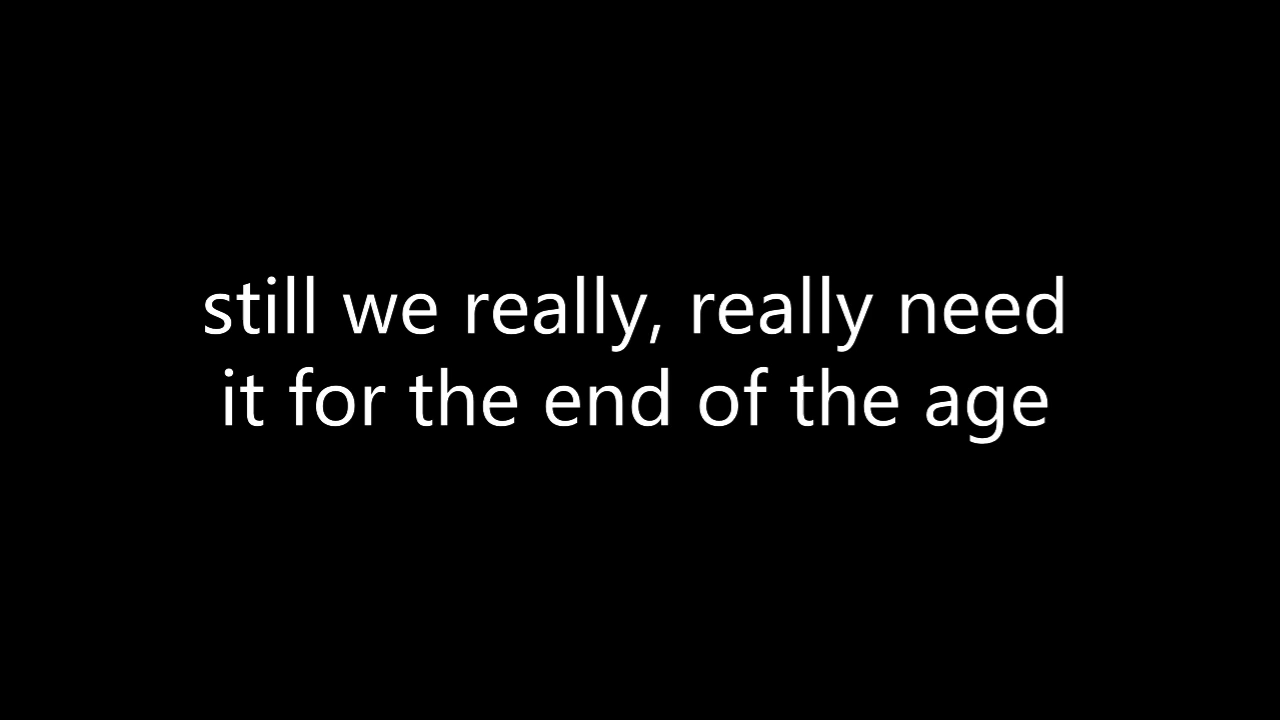 still we really, really need
it for the end of the age